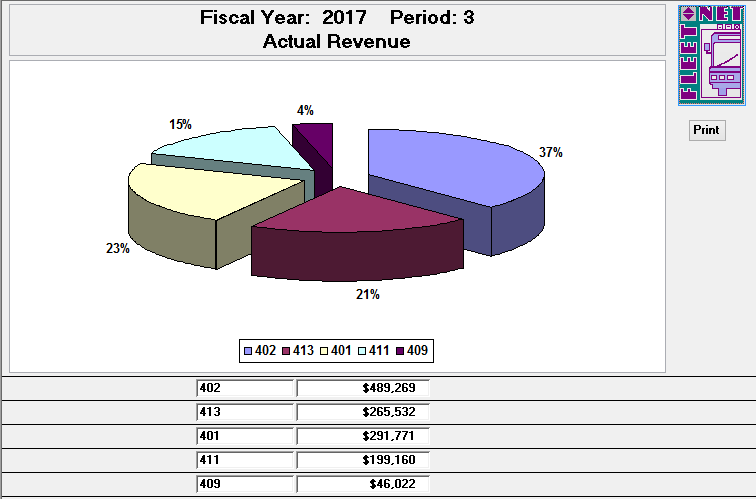 Fiscal Year: 2017 Period: 3
Actual Revenue
FLEET NET
Print
4%
15%
37%
23%
21%
402 413 401 411 409
402 $489,269
413 $265,532
401 $291,771
411 $199,160
409 $46,022